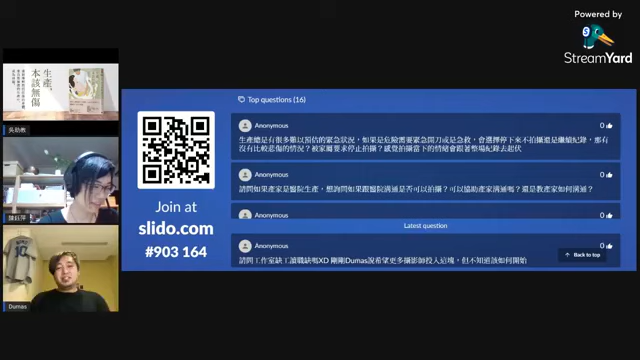 Powered by
StreamYard
生產，
本該無傷
吳助教
陳鈺萍
Dumas
Join at
slido.com
#903 164
Top questions (16)
Anonymous
0
生產總是有很多難以預估的緊急狀況，如果是危險需要緊急開刀或是急救，會選擇停下來不拍攝還是繼續紀錄，那有
沒有比較悲傷的情況？被家屬要求停止拍攝？感覺拍攝當下的情緒會跟著整場紀錄去起伏
Anonymous
0
請問如果產家是醫院生產，想詢問如果跟醫院溝通是否可以拍攝？可以協助產家溝通嗎？還是教產家如何溝通？
Anonymous
0
Latest question
Anonymous
0
請問工作室缺工讀職缺嗎XD 剛剛Dumas說希望更多攝影師投入這塊，但不知道該如何開始
Back to top